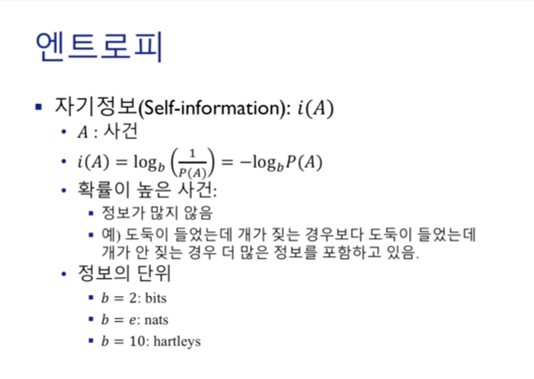 엔트로피
▪ 자기정보(Self-information): i(A)
• A : 사건
• i(A) = log_b (1/P(A)) = −log_b P(A)
• 확률이 높은 사건:
▪ 정보가 많지 않음
▪ 예) 도둑이 들었는데 개가 짖는 경우보다 도둑이 들었는데
개가 안 짖는 경우 더 많은 정보를 포함하고 있음.
• 정보의 단위
▪ b = 2: bits
▪ b = e: nats
▪ b = 10: hartleys